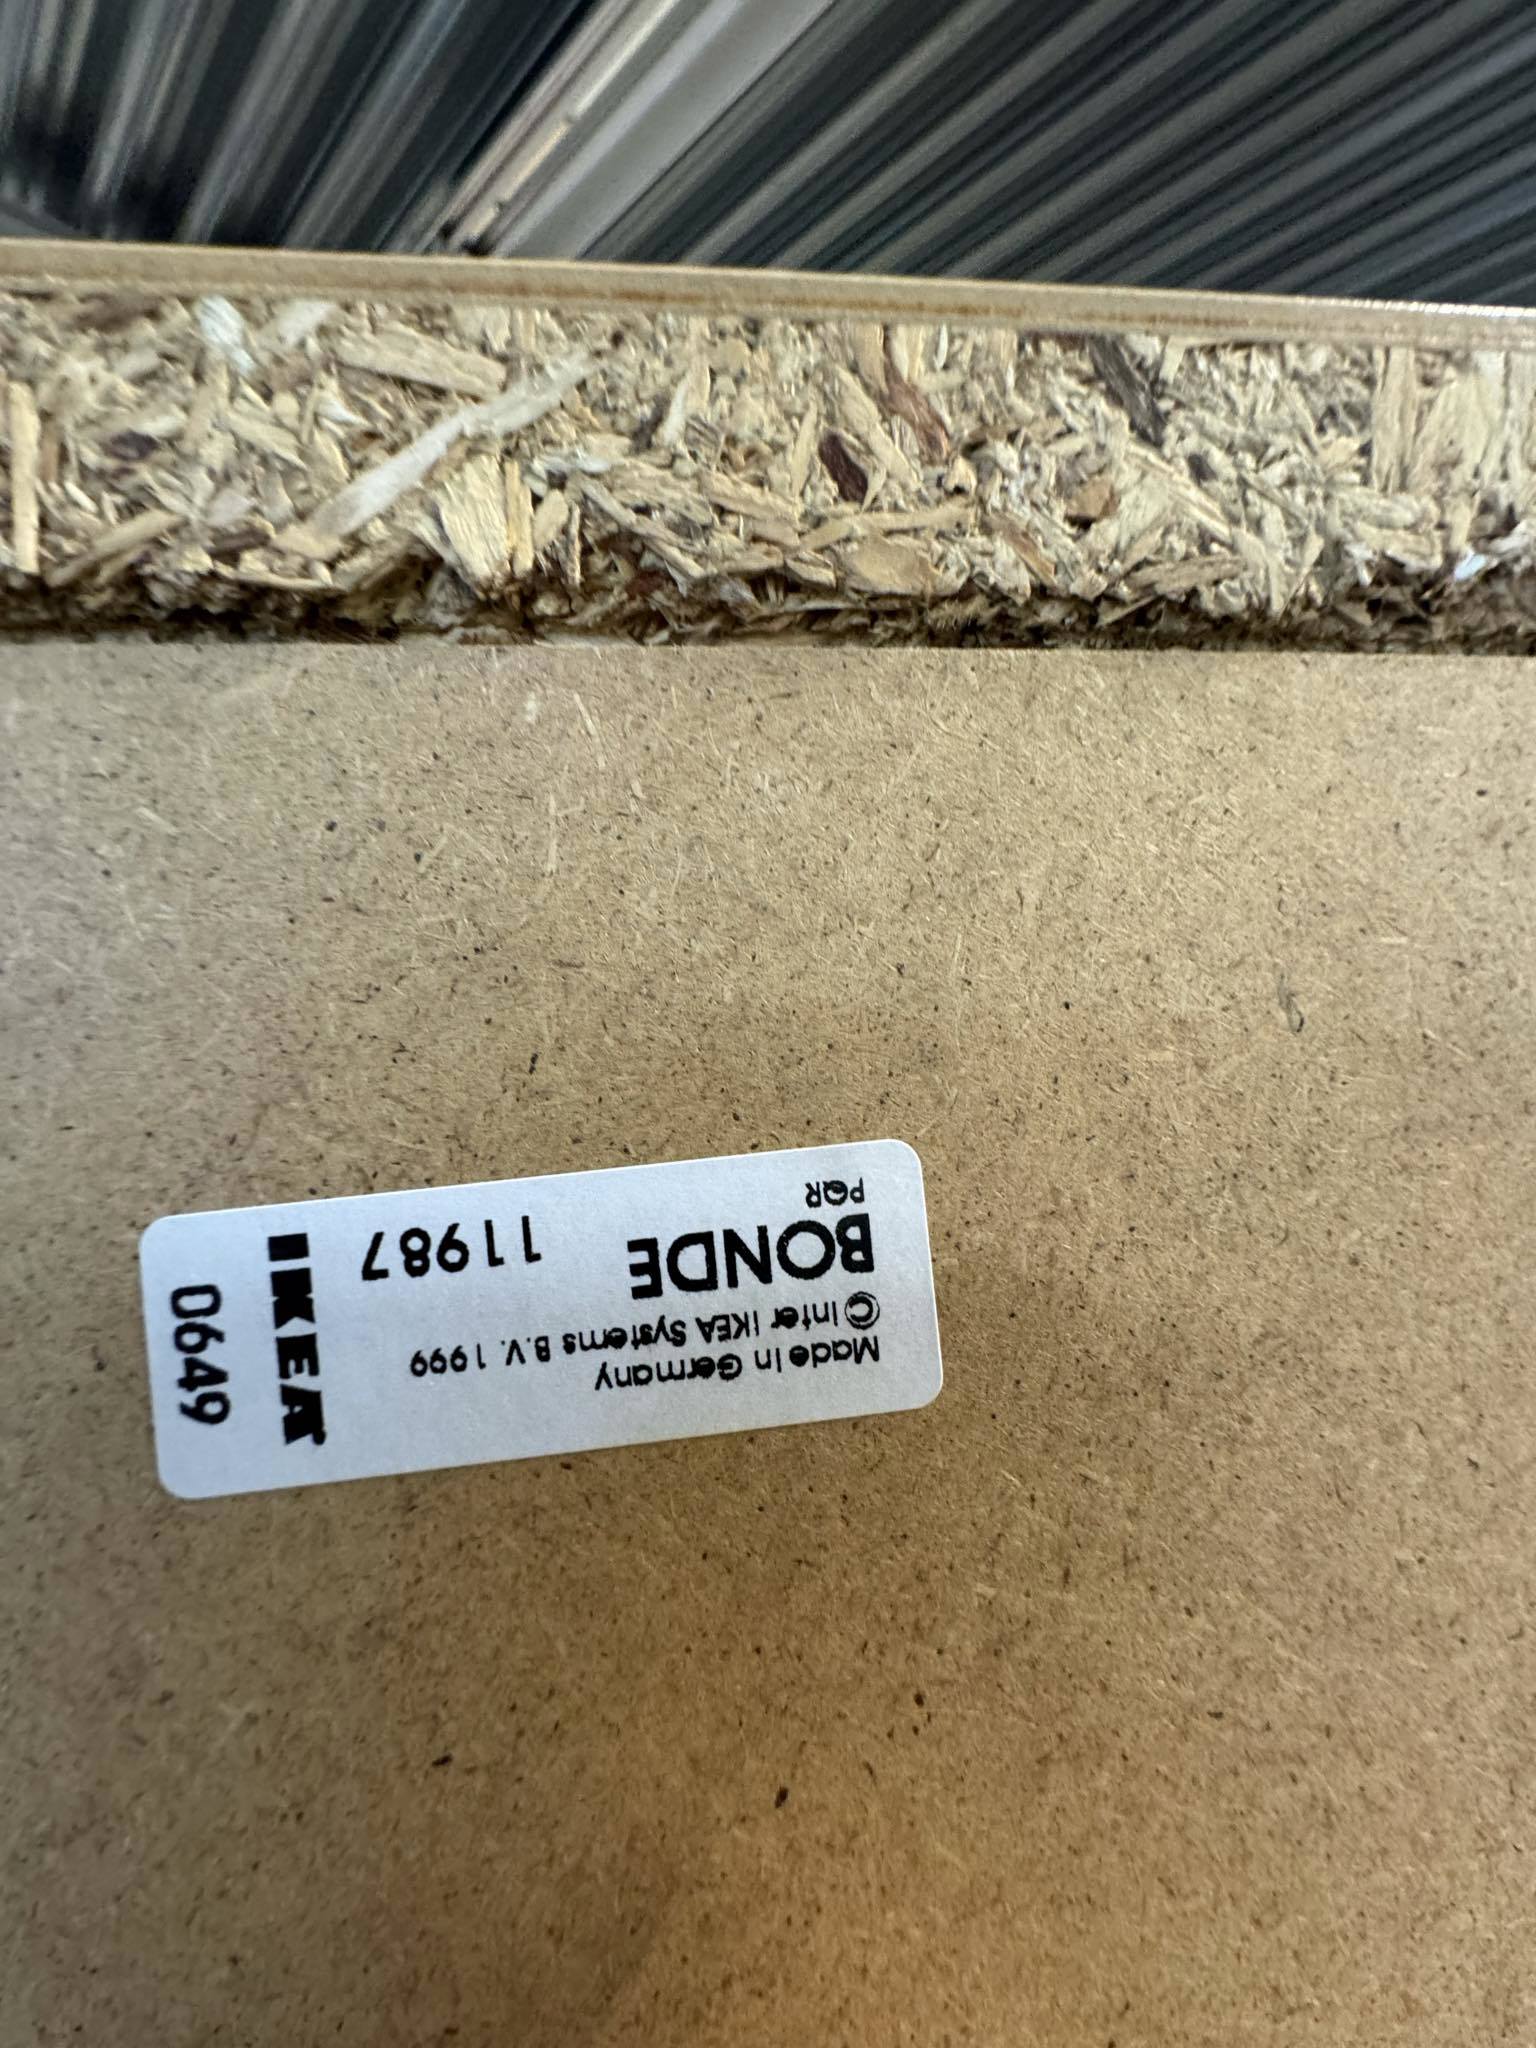 Made in Germany
© Inter IKEA Systems B.V. 1999
BONDE 11987
PQR
IKEA
0649